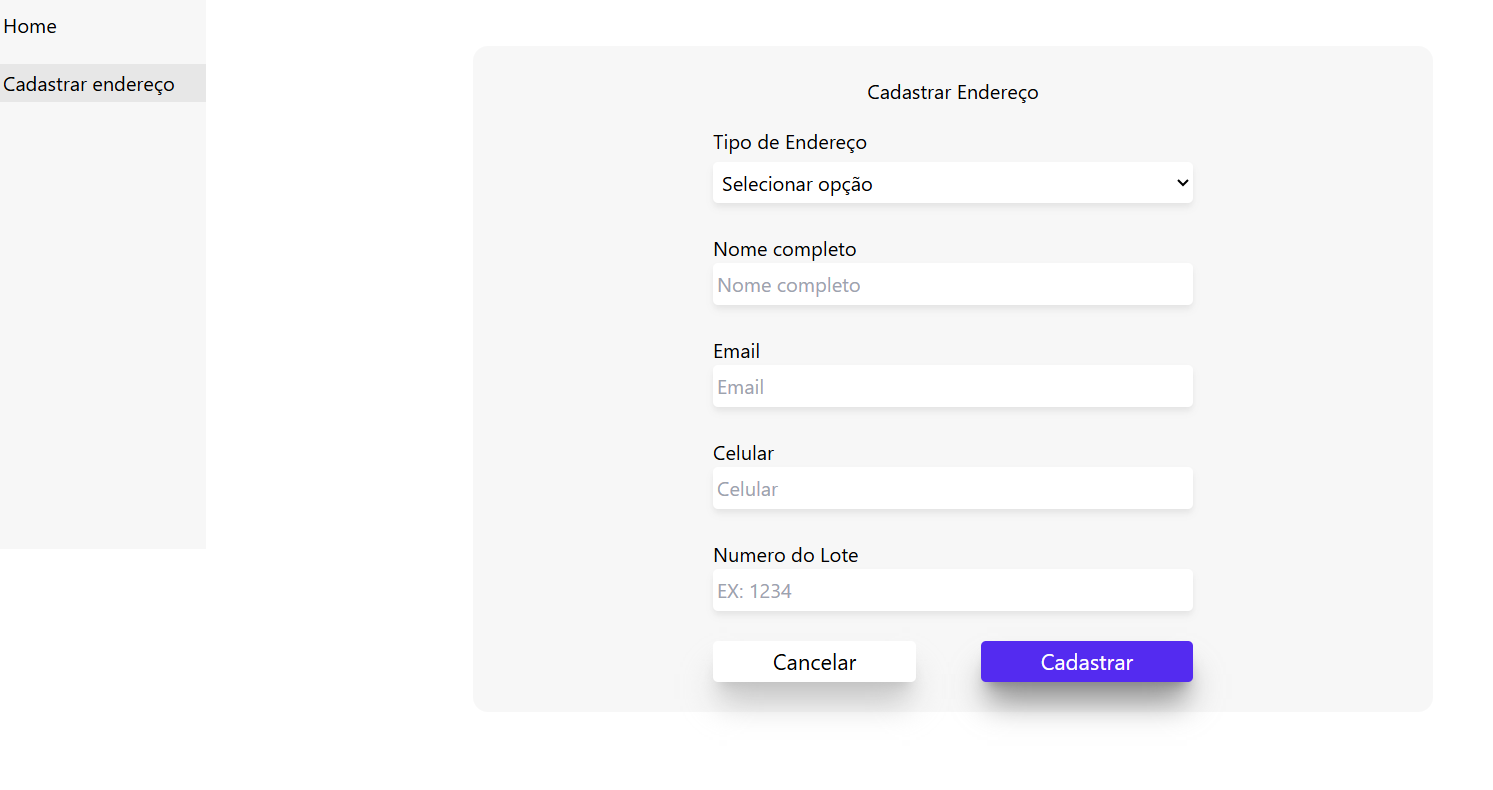 Home
Cadastrar endereço
Cadastrar Endereço
Tipo de Endereço
Selecionar opção
Nome completo
Nome completo
Email
Email
Celular
Celular
Numero do Lote
EX: 1234
Cancelar
Cadastrar